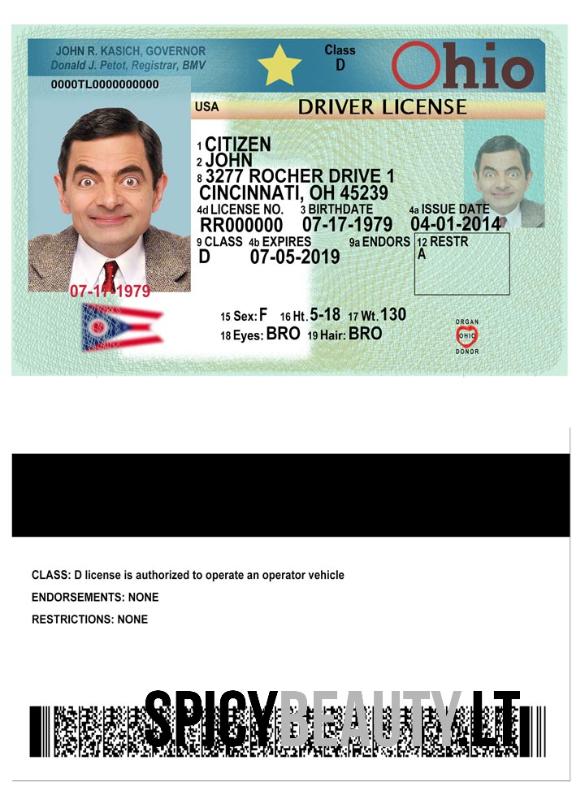 JOHN R. KASICH, GOVERNOR
Donald J. Petot, Registrar, BMV
Class
D
Ohio
0000TL0000000000
USA
DRIVER LICENSE
1 CITIZEN
2 JOHN
8 3277 ROCHER DRIVE 1
CINCINNATI, OH 45239
4d LICENSE NO. 3 BIRTHDATE 4a ISSUE DATE
RR000000 07-17-1979 04-01-2014
9 CLASS 4b EXPIRES 9a ENDORS 12 RESTR
D 07-05-2019 A
07-17-1979
15 Sex: F 16 Ht. 5-18 17 Wt. 130
18 Eyes: BRO 19 Hair: BRO
ORGAN
OHIO
DONOR
CLASS: D license is authorized to operate an operator vehicle
ENDORSEMENTS: NONE
RESTRICTIONS: NONE
SPICYBEAUTY.LT